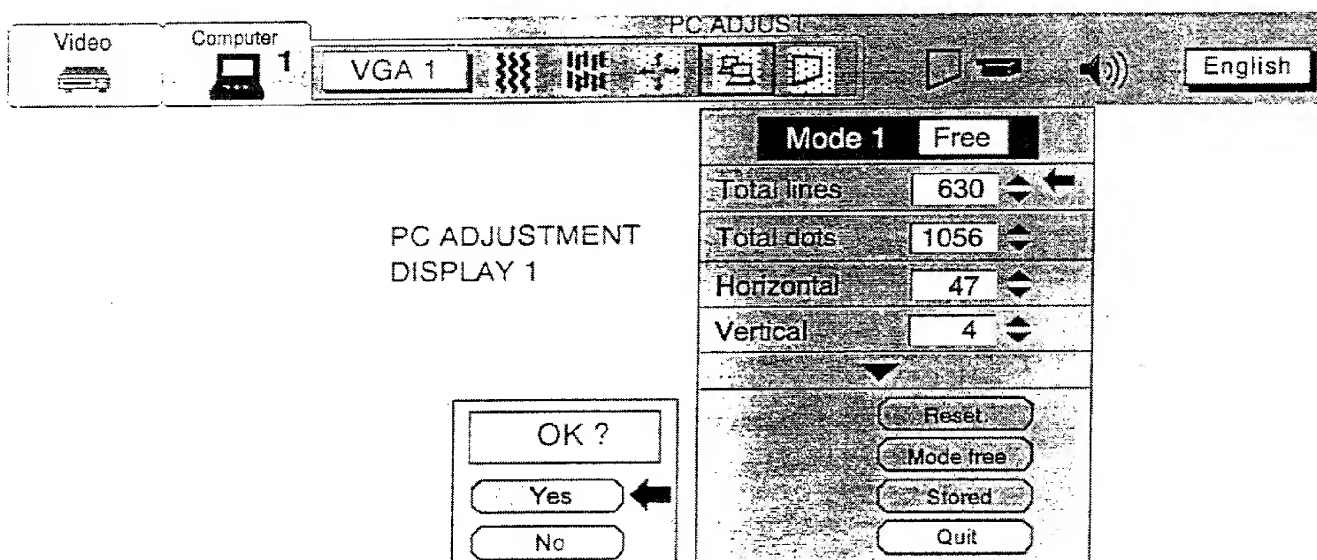 PC ADJUST
Video
Computer
1
VGA 1
English
Mode 1 Free
Total lines 630
Total dots 1056
Horizontal 47
Vertical 4
PC ADJUSTMENT
DISPLAY 1
OK ?
Yes
No
Reset
Mode free
Stored
Quit